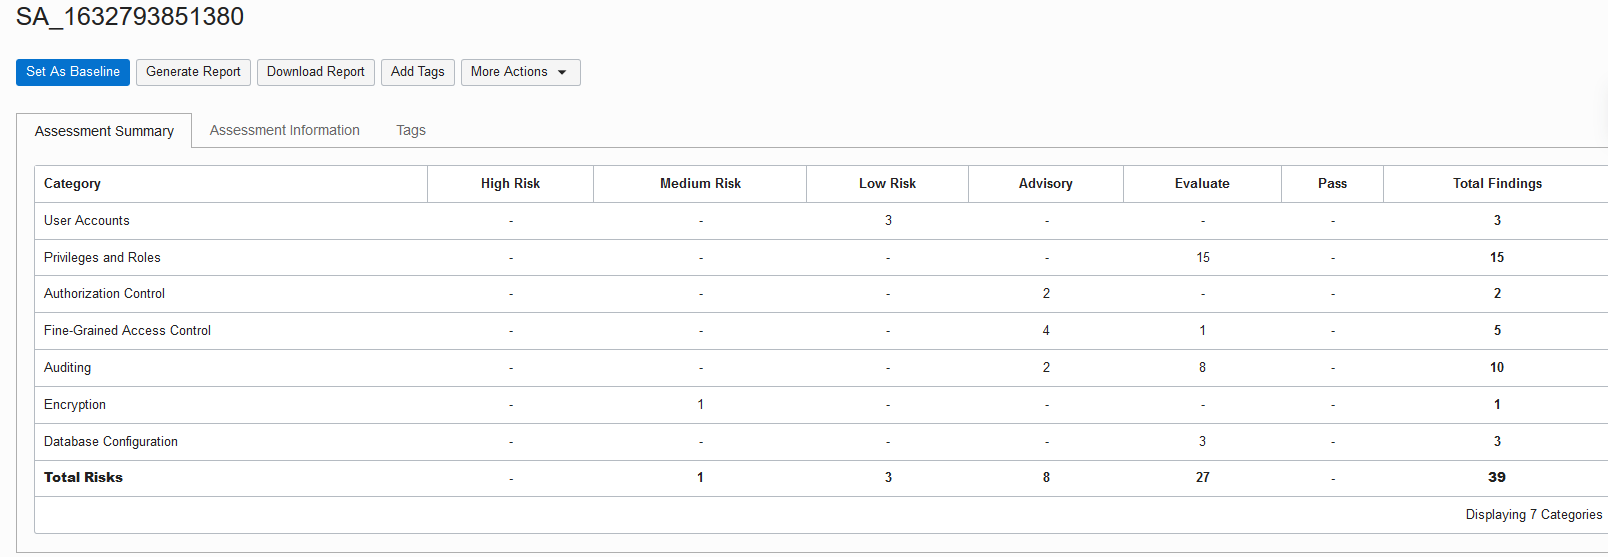 SA_1632793851380
Set As Baseline Generate Report Download Report Add Tags More Actions
Assessment Summary Assessment Information Tags
Category High Risk Medium Risk Low Risk Advisory Evaluate Pass Total Findings
User Accounts - - 3 - - - 3
Privileges and Roles - - - - 15 - 15
Authorization Control - - - 2 - - 2
Fine-Grained Access Control - - - 4 1 - 5
Auditing - - - 2 8 - 10
Encryption - 1 - - - - 1
Database Configuration - - - - 3 - 3
Total Risks - 1 3 8 27 - 39
Displaying 7 Categories